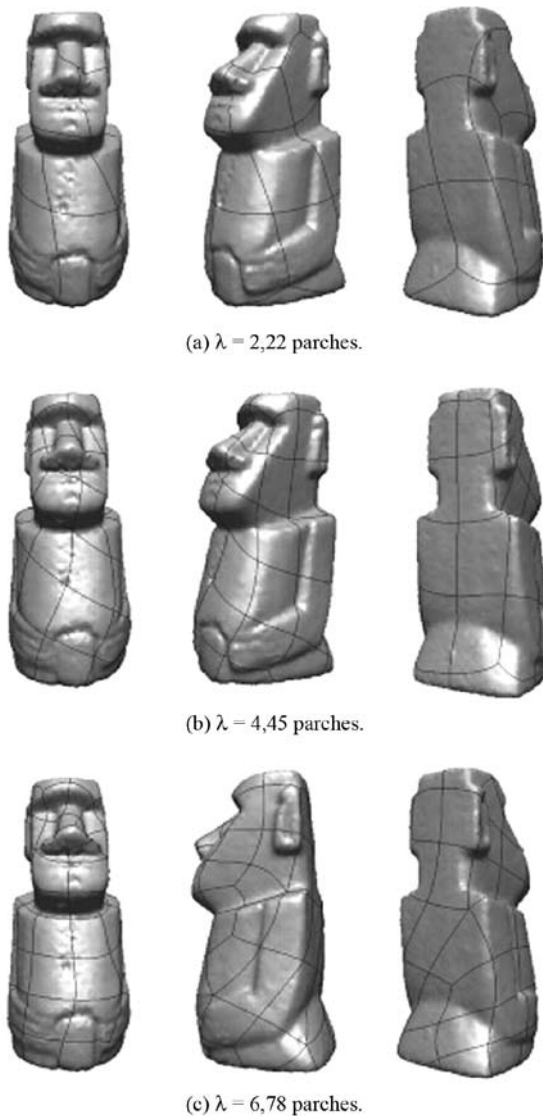 (a) λ = 2,22 parches.
(b) λ = 4,45 parches.
(c) λ = 6,78 parches.